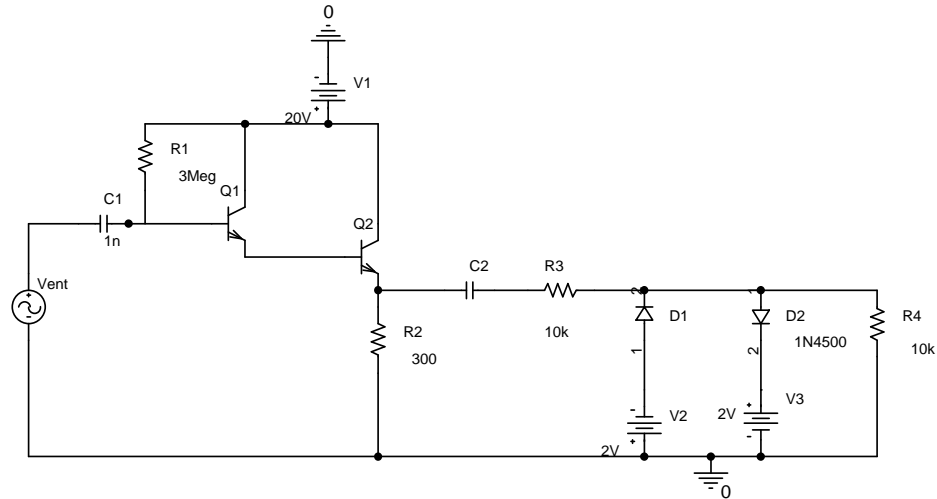 0
-
V1
+
20V
R1
3Meg
Q1
C1
1n
Q2
Vent
+
-
C2
R3
10k
R2
300
2
D1
1
1
D2
1N4500
2
R4
10k
-
V2
+
2V
+
V3
2V
-
0